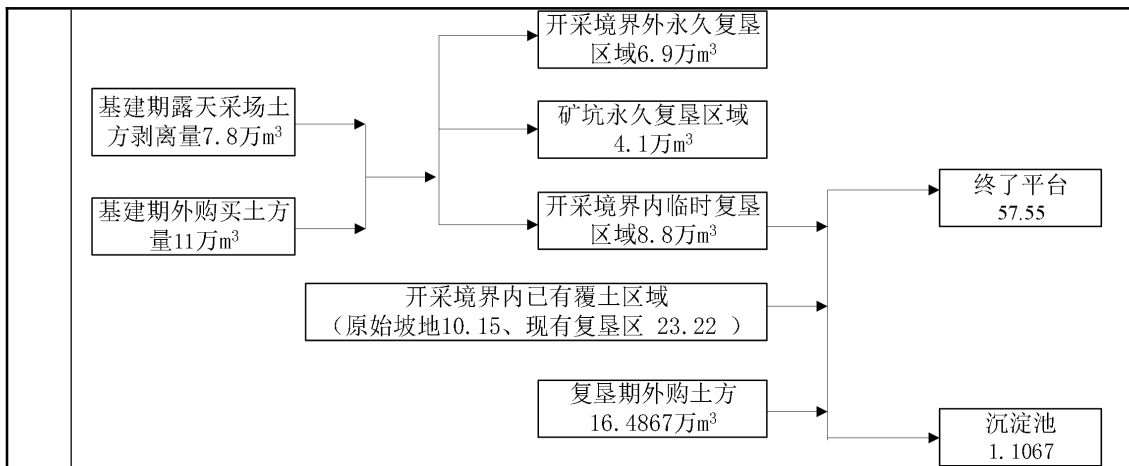 开采境界外永久复垦
区域6.9万m³
基建期露天采场土
方剥离量7.8万m³
矿坑永久复垦区域
4.1万m³
基建期外购买土方
量11万m³
开采境界内临时复垦
区域8.8万m³
终了平台
57.55
开采境界内已有覆土区域
（原始坡地10.15、现有复垦区 23.22 ）
复垦期外购土方
16.4867万m³
沉淀池
1.1067